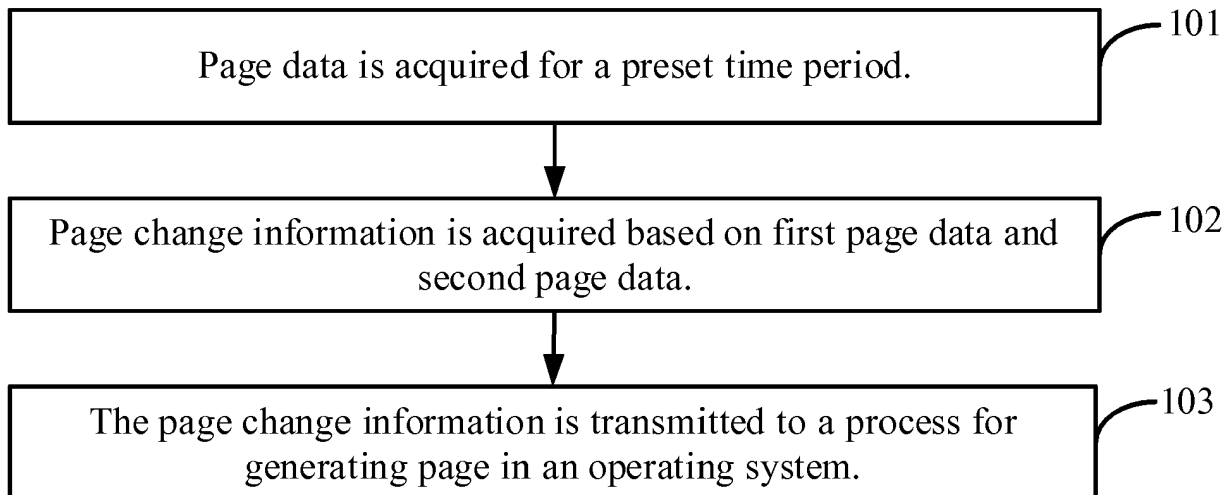 Page data is acquired for a preset time period.
101
Page change information is acquired based on first page data and
second page data.
102
The page change information is transmitted to a process for
generating page in an operating system.
103